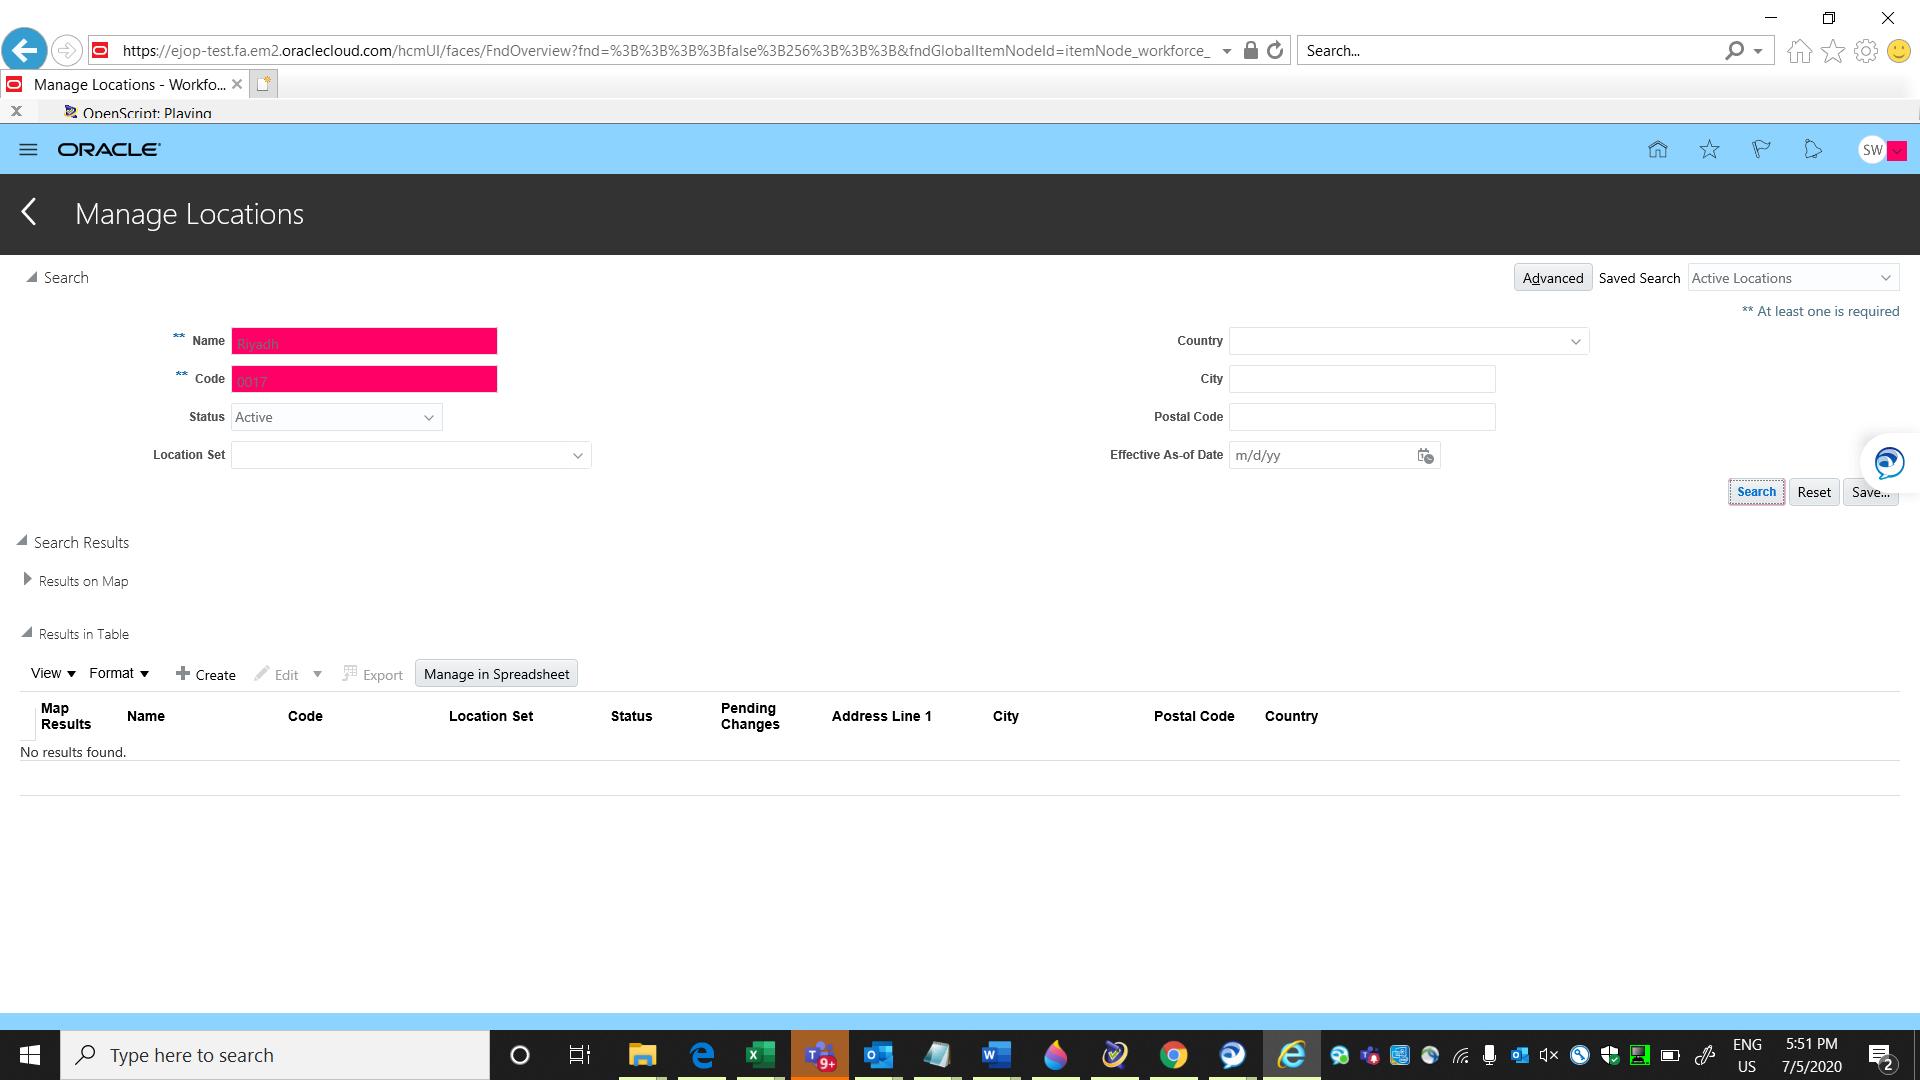 https://ejop-test.fa.em2.oraclecloud.com/hcmUI/faces/FndOverview?fnd=%3B%3B%3B%3Bfalse%3B256%3B%3B%3B&fndGlobalItemNodeId=itemNode_workforce_
Search...
Manage Locations - Workfo...
OpenScript: Playing
ORACLE
SW
Manage Locations
Search
Advanced Saved Search Active Locations
** At least one is required
** Name Riyadh
Country
** Code 0017
City
Status Active
Postal Code
Location Set
Effective As-of Date m/d/yy
Search Reset Save...
Search Results
Results on Map
Results in Table
View Format Create Edit Export Manage in Spreadsheet
Map Results Name Code Location Set Status Pending Changes Address Line 1 City Postal Code Country
No results found.
Type here to search
9+
ENG
US
5:51 PM
7/5/2020
2